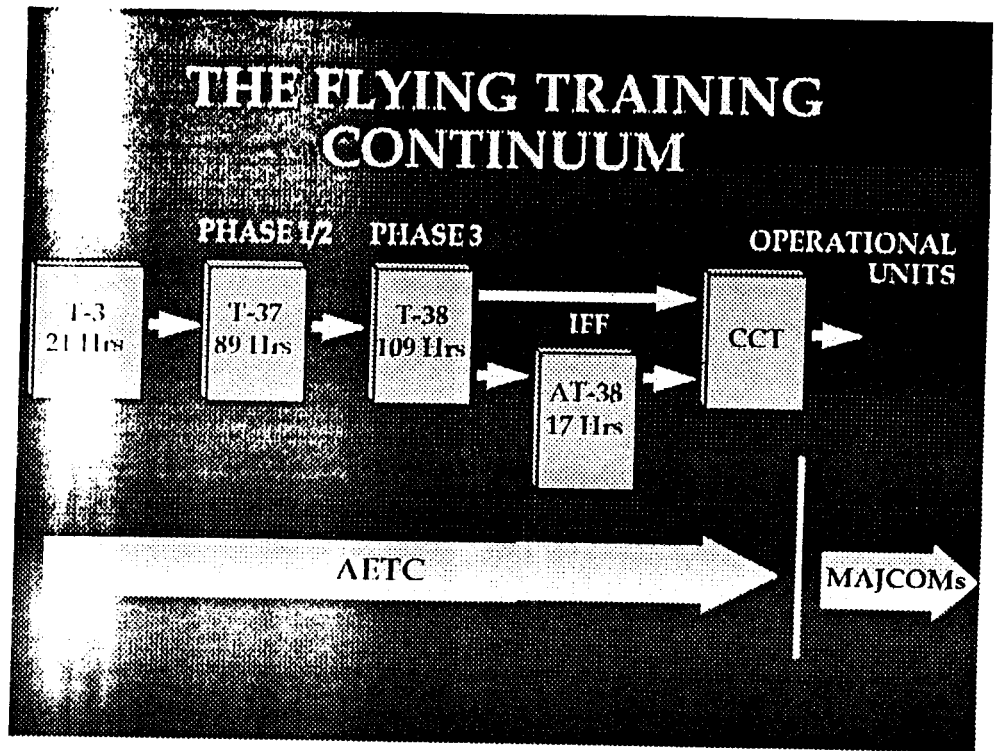 THE FLYING TRAINING
CONTINUUM
PHASE 1/2
PHASE 3
OPERATIONAL
UNITS
T-3
21 Hrs
T-37
89 Hrs
T-38
109 Hrs
IFF
AT-38
17 Hrs
CCT
AETC
MAJCOMs